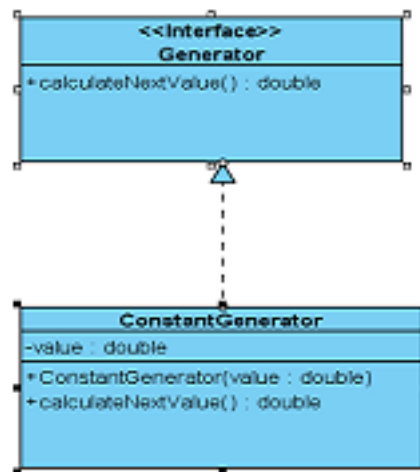 <<Interface>>
Generator
+calculateNextValue() : double
ConstantGenerator
-value : double
+ConstantGenerator(value : double)
+calculateNextValue() : double